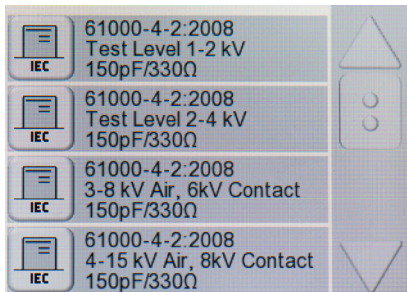 61000-4-2:2008
Test Level 1-2 kV
150pF/330Ω
IEC
61000-4-2:2008
Test Level 2-4 kV
150pF/330Ω
IEC
61000-4-2:2008
3-8 kV Air, 6kV Contact
150pF/330Ω
IEC
61000-4-2:2008
4-15 kV Air, 8kV Contact
150pF/330Ω
IEC